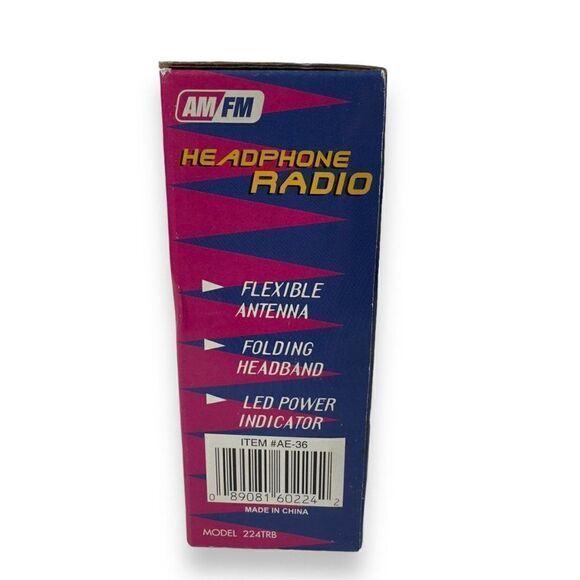 AM/FM
HEADPHONE
RADIO
FLEXIBLE
ANTENNA
FOLDING
HEADBAND
LED POWER
INDICATOR
ITEM #AE-36
0 89081 60224 2
MADE IN CHINA
MODEL 224TRB